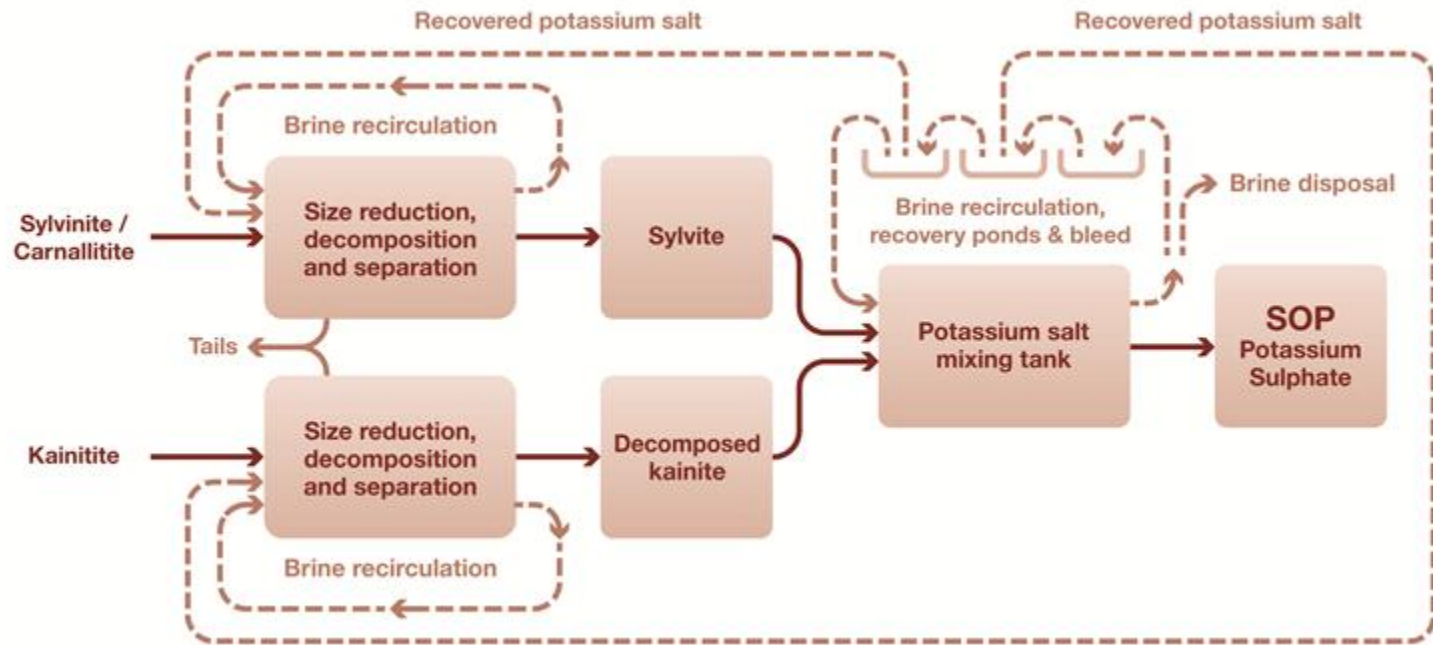 Recovered potassium salt
Recovered potassium salt
Brine recirculation
Sylvinite /
Carnallitite
Size reduction,
decomposition
and separation
Sylvite
Brine recirculation,
recovery ponds & bleed
Brine disposal
Tails
Potassium salt
mixing tank
SOP
Potassium
Sulphate
Kainitite
Size reduction,
decomposition
and separation
Decomposed
kainite
Brine recirculation